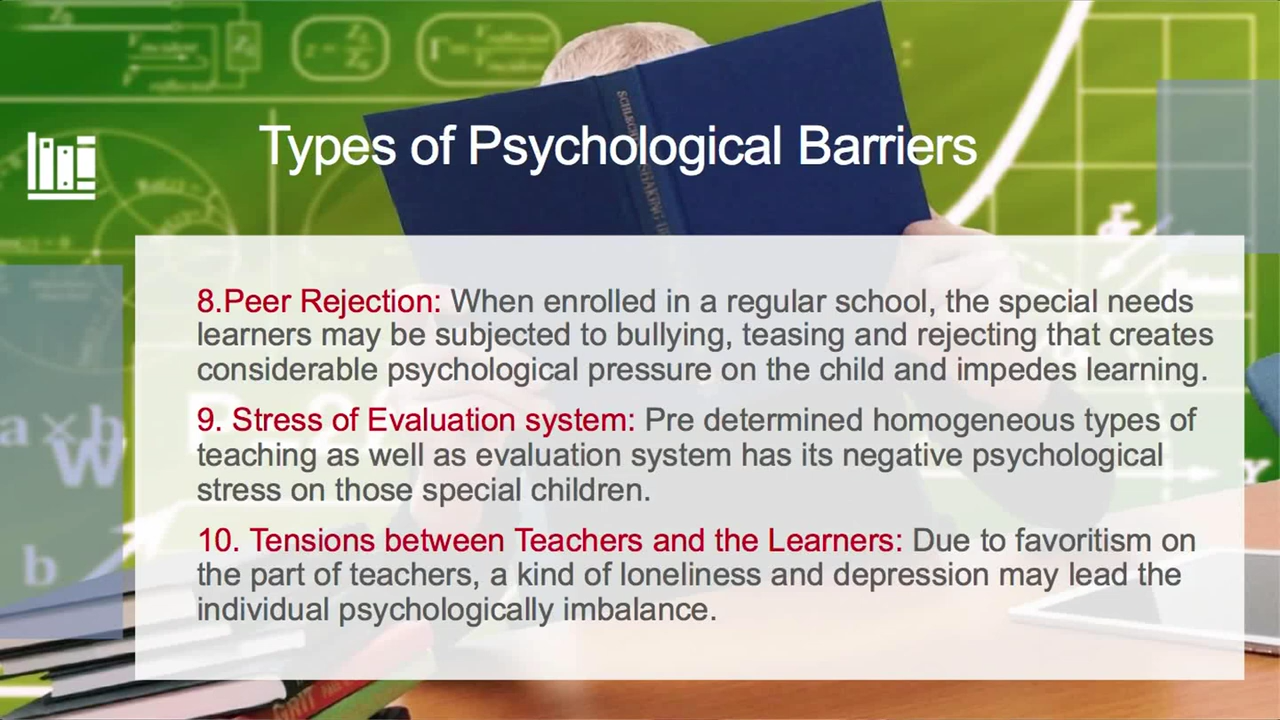 Types of Psychological Barriers
8.Peer Rejection: When enrolled in a regular school, the special needs
learners may be subjected to bullying, teasing and rejecting that creates
considerable psychological pressure on the child and impedes learning.
9. Stress of Evaluation system: Pre determined homogeneous types of
teaching as well as evaluation system has its negative psychological
stress on those special children.
10. Tensions between Teachers and the Learners: Due to favoritism on
the part of teachers, a kind of loneliness and depression may lead the
individual psychologically imbalance.
a × b
W
b
Y
GRIT